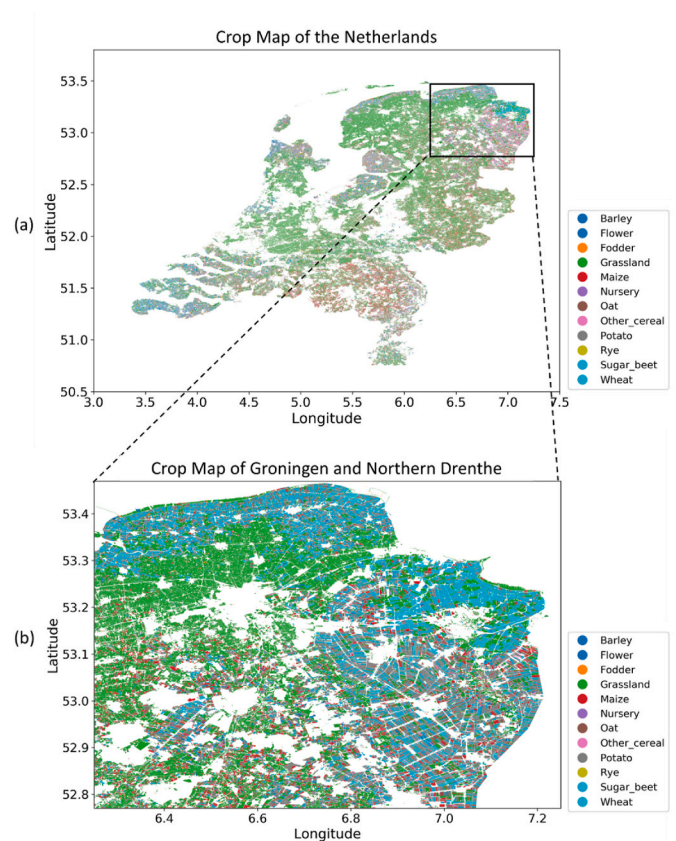 Crop Map of the Netherlands
(a)
Latitude
53.5
53.0
52.5
52.0
51.5
51.0
50.5
3.0 3.5 4.0 4.5 5.0 5.5 6.0 6.5 7.0 7.5
Longitude
Barley
Flower
Fodder
Grassland
Maize
Nursery
Oat
Other_cereal
Potato
Rye
Sugar_beet
Wheat
Crop Map of Groningen and Northern Drenthe
(b)
Latitude
53.4
53.3
53.2
53.1
53.0
52.9
52.8
6.4 6.6 6.8 7.0 7.2
Longitude
Barley
Flower
Fodder
Grassland
Maize
Nursery
Oat
Other_cereal
Potato
Rye
Sugar_beet
Wheat